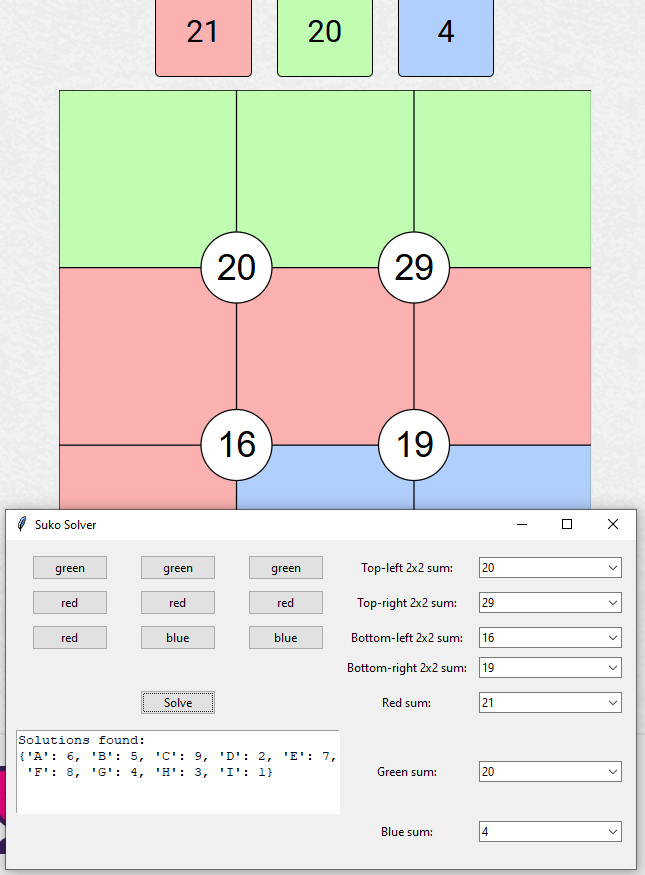 21 20 4
20 29
16 19
Suko Solver
green green green Top-left 2x2 sum: 20
red red red Top-right 2x2 sum: 29
red blue blue Bottom-left 2x2 sum: 16
Bottom-right 2x2 sum: 19
Solve Red sum: 21
Solutions found:
{'A': 6, 'B': 5, 'C': 9, 'D': 2, 'E': 7,
'F': 8, 'G': 4, 'H': 3, 'I': 1}
Green sum: 20
Blue sum: 4